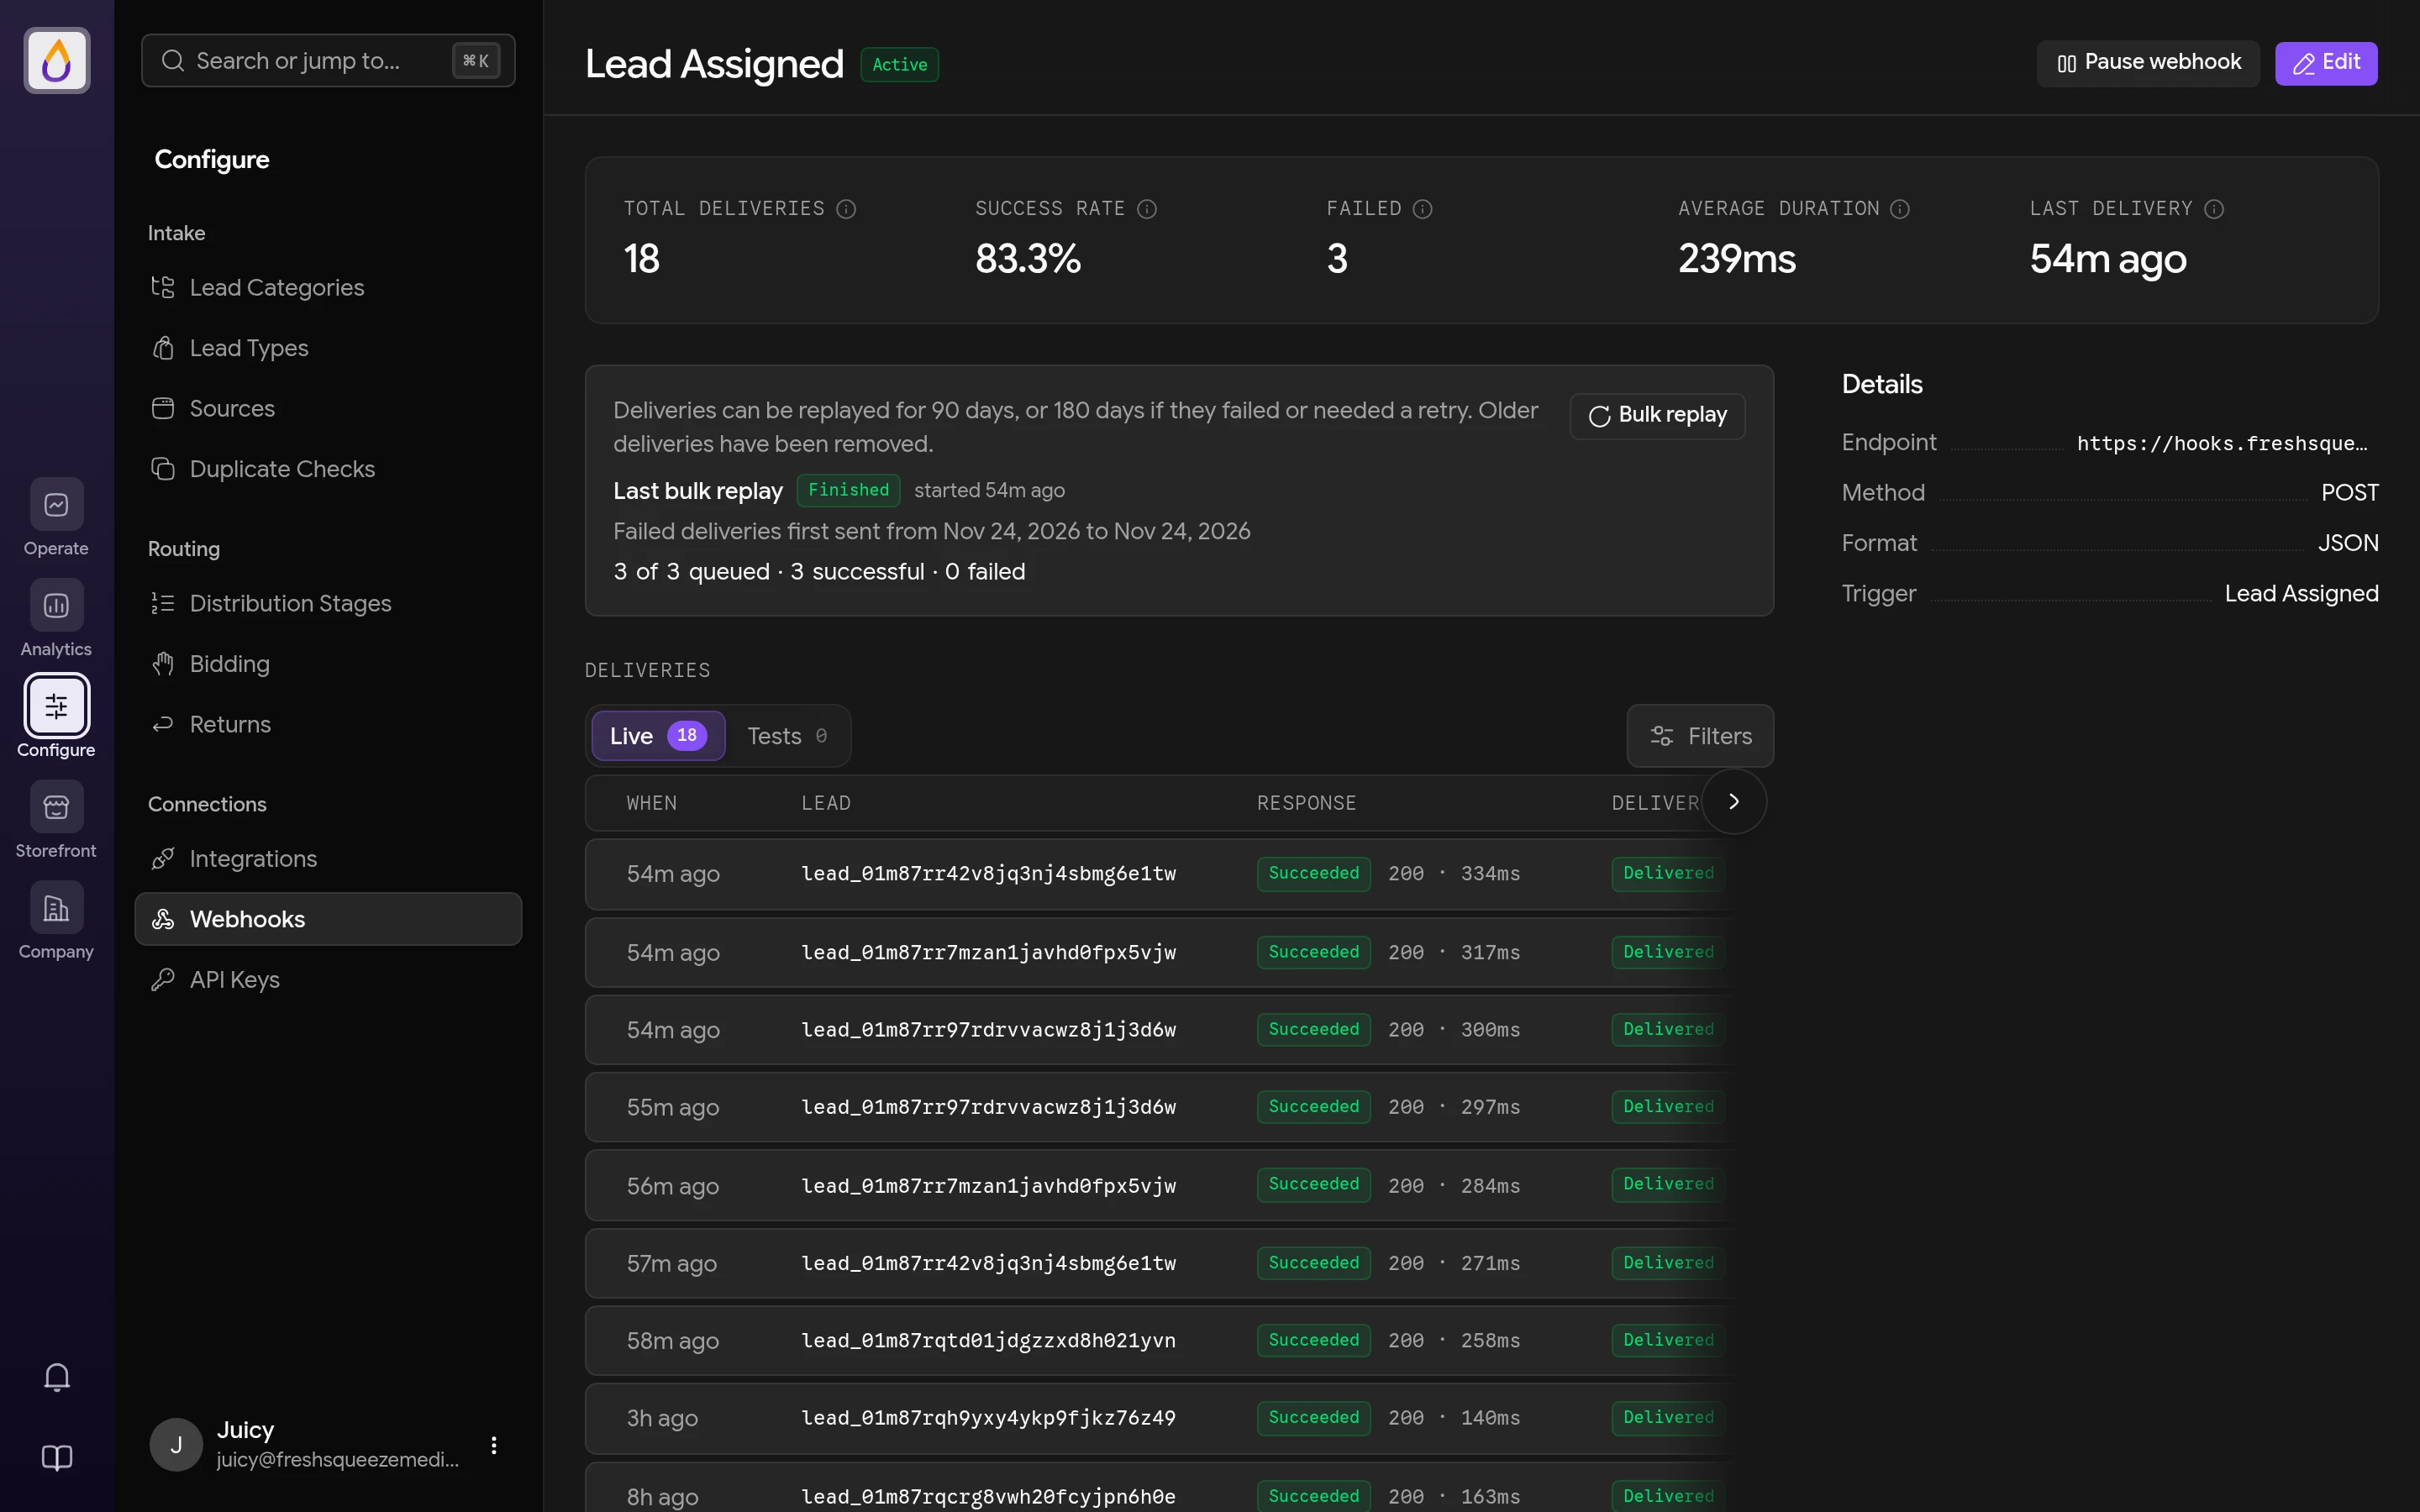 Search or jump to...
⌘K
Configure
Intake
Lead Categories
Lead Types
Sources
Duplicate Checks
Routing
Distribution Stages
Bidding
Returns
Connections
Integrations
Webhooks
API Keys
Operate
Analytics
Configure
Storefront
Company
J
Juicy
juicy@freshsqueezemedi...
Lead Assigned
Active
Pause webhook
Edit
TOTAL DELIVERIES
18
SUCCESS RATE
83.3%
FAILED
3
AVERAGE DURATION
239ms
LAST DELIVERY
54m ago
Deliveries can be replayed for 90 days, or 180 days if they failed or needed a retry. Older
deliveries have been removed.
Bulk replay
Last bulk replay Finished started 54m ago
Failed deliveries first sent from Nov 24, 2026 to Nov 24, 2026
3 of 3 queued · 3 successful · 0 failed
Details
Endpoint https://hooks.freshsque...
Method POST
Format JSON
Trigger Lead Assigned
DELIVERIES
Live 18 Tests 0
Filters
WHEN LEAD RESPONSE DELIVER
54m ago lead_01m87rr42v8jq3nj4sbmg6e1tw Succeeded 200 · 334ms Delivered
54m ago lead_01m87rr7mzan1javhd0fpx5vjw Succeeded 200 · 317ms Delivered
54m ago lead_01m87rr97rdrvvacwz8j1j3d6w Succeeded 200 · 300ms Delivered
55m ago lead_01m87rr97rdrvvacwz8j1j3d6w Succeeded 200 · 297ms Delivered
56m ago lead_01m87rr7mzan1javhd0fpx5vjw Succeeded 200 · 284ms Delivered
57m ago lead_01m87rr42v8jq3nj4sbmg6e1tw Succeeded 200 · 271ms Delivered
58m ago lead_01m87rqtd01jdgzzxd8h021yvn Succeeded 200 · 258ms Delivered
3h ago lead_01m87rqh9yxy4ykp9fjkz76z49 Succeeded 200 · 140ms Delivered
8h ago lead_01m87rqcrg8vwh20fcyjpn6h0e Succeeded 200 · 163ms Delivered